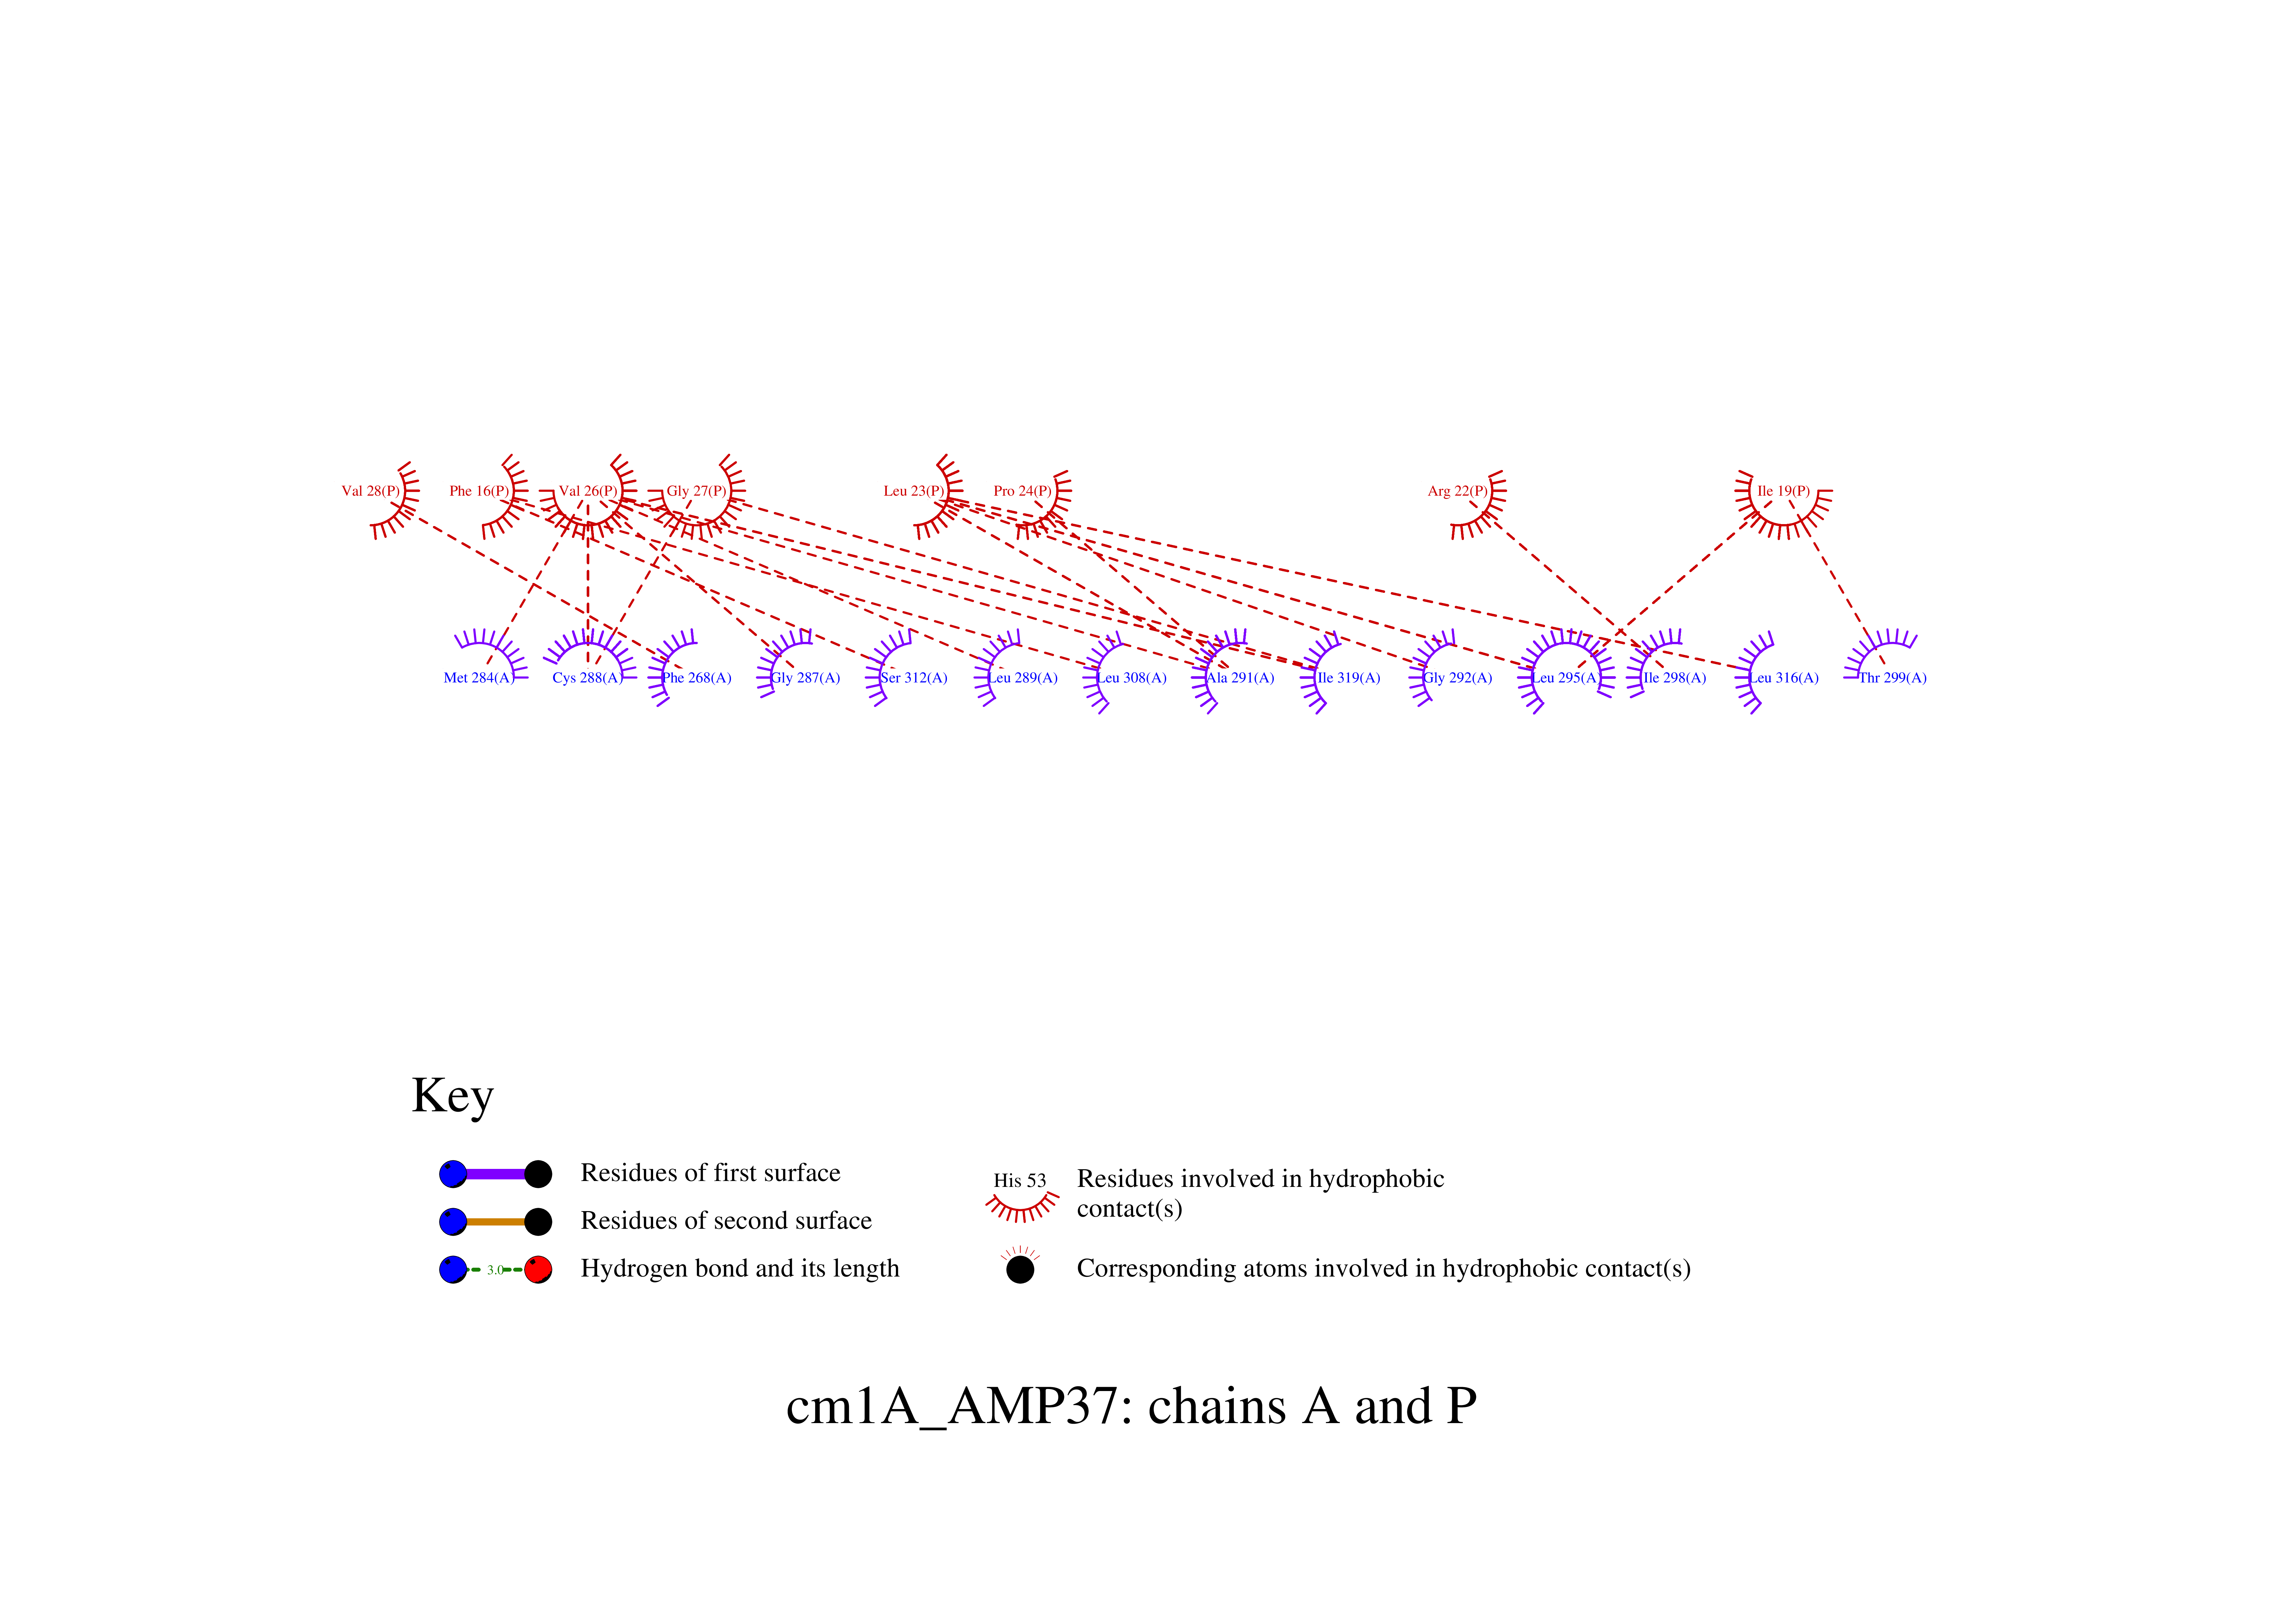 Val 28(P) Phe 16(P) Val 26(P) Gly 27(P) Leu 23(P) Pro 24(P) Arg 22(P) Ile 19(P)
Met 284(A) Cys 288(A) Phe 268(A) Gly 287(A) Ser 312(A) Leu 289(A) Leu 308(A) Ala 291(A) Ile 319(A) Gly 292(A) Leu 295(A) Ile 298(A) Leu 316(A) Thr 299(A)
Key
Residues of first surface
Residues of second surface
3.0 Hydrogen bond and its length
His 53 Residues involved in hydrophobic
contact(s)
Corresponding atoms involved in hydrophobic contact(s)
cm1A_AMP37: chains A and P